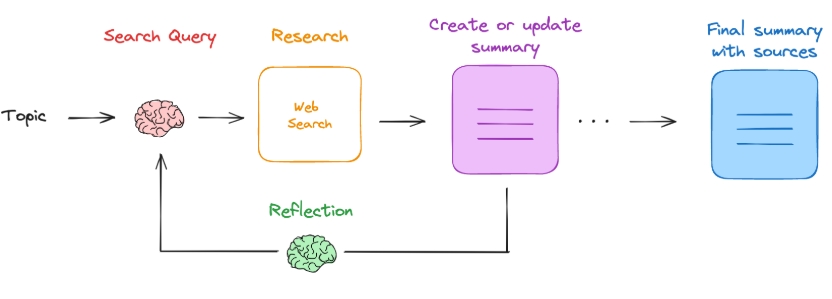 Search Query
Research
Create or update
summary
Final summary
with sources
Topic
Web
Search
...
Reflection